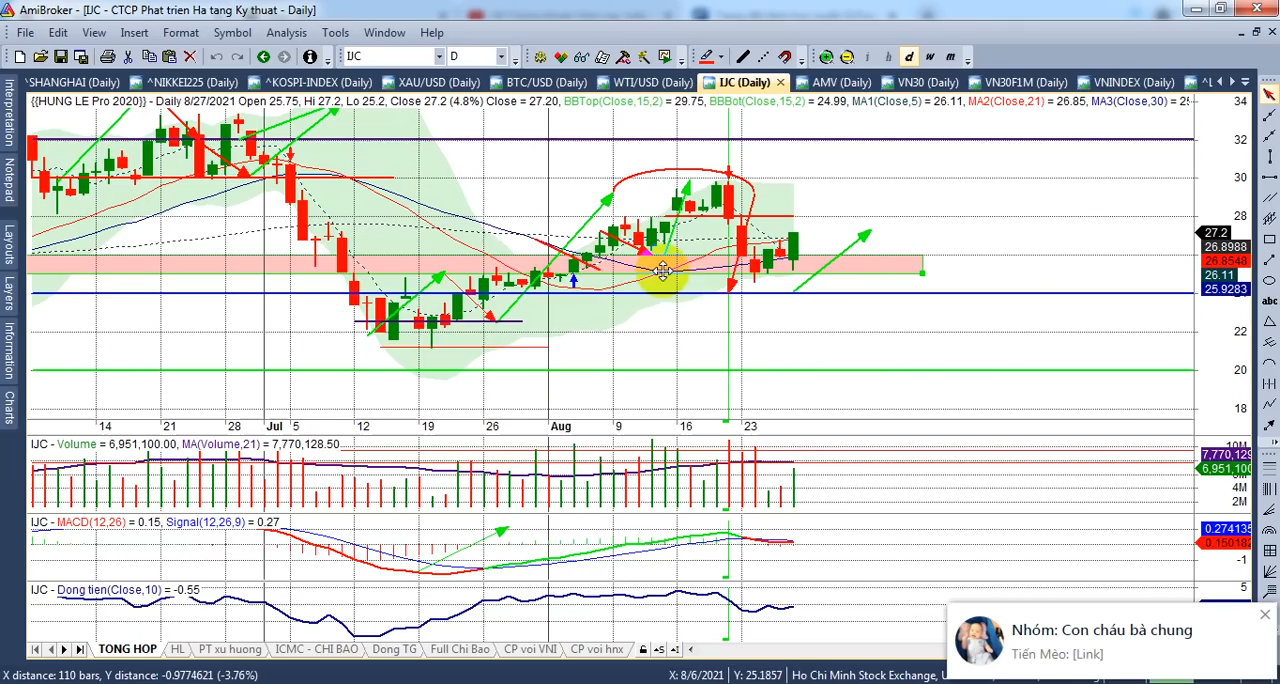 AmiBroker - [IJC - CTCP Phat trien Ha tang Ky thuat - Daily]
File Edit View Insert Format Symbol Analysis Tools Window Help
IJC D i h d w m
^SHANGHAI (Daily) ^NIKKEI225 (Daily) ^KOSPI-INDEX (Daily) XAU/USD (Daily) BTC/USD (Daily) WTI/USD (Daily) IJC (Daily) AMV (Daily) VN30 (Daily) VN30F1M (Daily) VNINDEX (Daily)
{{HUNG LE Pro 2020}} - Daily 8/27/2021 Open 25.75, Hi 27.2, Lo 25.2, Close 27.2 (4.8%) Close = 27.20, BBTop(Close,15,2) = 29.75, BBBot(Close,15,2) = 24.99, MA1(Close,5) = 26.11, MA2(Close,21) = 26.85, MA3(Close,30) =
Interpretation
Notepad
Layouts
Layers
Information
Charts
34
32
30
28
27.2
26.8988
26.8548
26.11
25.9283
22
20
18
14 21 28 Jul 5 12 19 26 Aug 9 16 23
IJC - Volume = 6,951,100.00, MA(Volume,21) = 7,770,128.50
10M
7,770,129
6,951,100
4M
2M
IJC - MACD(12,26) = 0.15, Signal(12,26,9) = 0.27
0.274135
0.150182
-1
IJC - Dong tien(Close,10) = -0.55
5
Nhóm: Con cháu bà chung
Tiến Mèo: [Link]
TONG HOP HL PT xu huong ICMC - CHI BAO Dong TG Full Chi Bao CP voi VNI CP voi hnx
X distance: 110 bars, Y distance: -0.9774621 (-3.76%) X: 8/6/2021 Y: 25.1857 Ho Chi Minh Stock Exchange,
abc